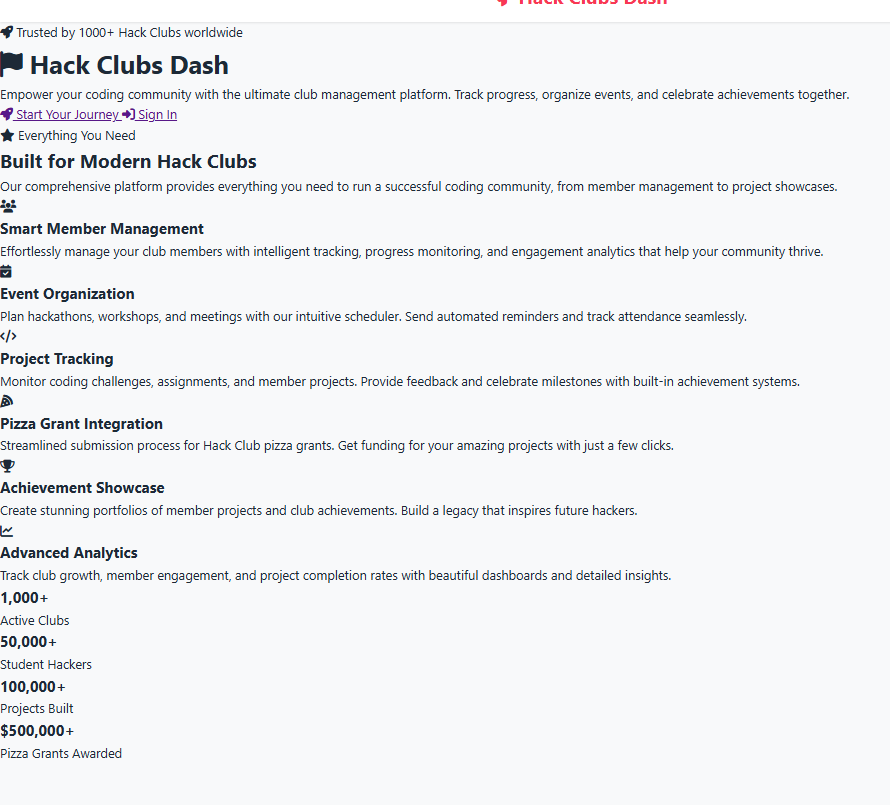 Hack Clubs Dash
Trusted by 1000+ Hack Clubs worldwide
Hack Clubs Dash
Empower your coding community with the ultimate club management platform. Track progress, organize events, and celebrate achievements together.
Start Your Journey Sign In
Everything You Need
Built for Modern Hack Clubs
Our comprehensive platform provides everything you need to run a successful coding community, from member management to project showcases.
Smart Member Management
Effortlessly manage your club members with intelligent tracking, progress monitoring, and engagement analytics that help your community thrive.
Event Organization
Plan hackathons, workshops, and meetings with our intuitive scheduler. Send automated reminders and track attendance seamlessly.
Project Tracking
Monitor coding challenges, assignments, and member projects. Provide feedback and celebrate milestones with built-in achievement systems.
Pizza Grant Integration
Streamlined submission process for Hack Club pizza grants. Get funding for your amazing projects with just a few clicks.
Achievement Showcase
Create stunning portfolios of member projects and club achievements. Build a legacy that inspires future hackers.
Advanced Analytics
Track club growth, member engagement, and project completion rates with beautiful dashboards and detailed insights.
1,000+
Active Clubs
50,000+
Student Hackers
100,000+
Projects Built
$500,000+
Pizza Grants Awarded